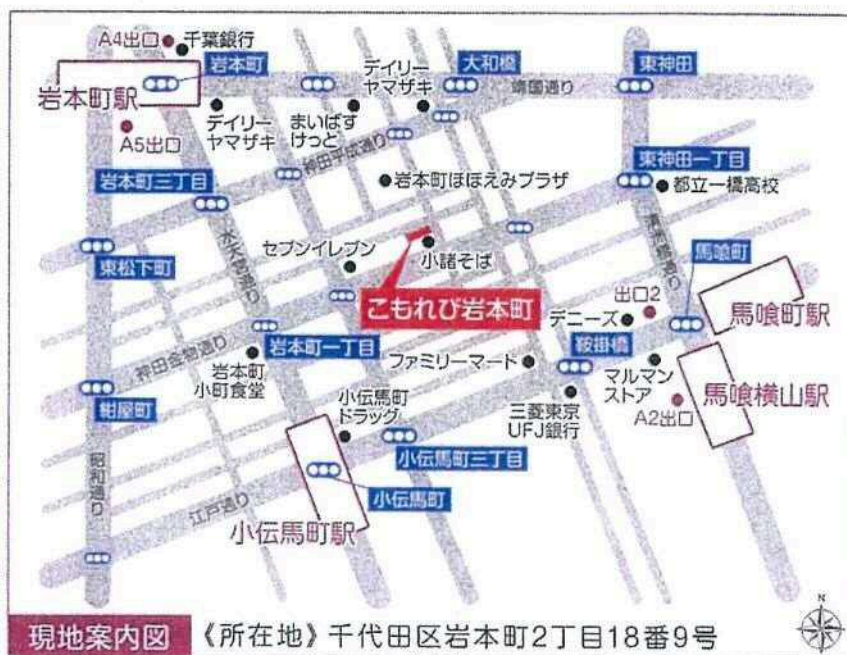 A4出口
千葉銀行
岩本町
大和橋
東神田
デイリー
ヤマザキ
靖国通り
岩本町駅
デイリー
ヤマザキ
まいばす
けっと
A5出口
神田平成通り
東神田一丁目
岩本町三丁目
岩本町ほほえみプラザ
都立一橋高校
水天宮通り
清洲橋通り
東松下町
セブンイレブン
小諸そば
馬喰町
こもれび岩本町
出口2
デニーズ
馬喰町駅
神田金物通り
岩本町一丁目
鞍掛橋
ファミリーマート
マルマン
ストア
馬喰横山駅
岩本町
小町食堂
紺屋町
小伝馬町
ドラッグ
三菱東京
UFJ銀行
A2出口
昭和通り
小伝馬町三丁目
江戸通り
小伝馬町
小伝馬町駅
N
現地案内図 《所在地》千代田区岩本町2丁目18番9号